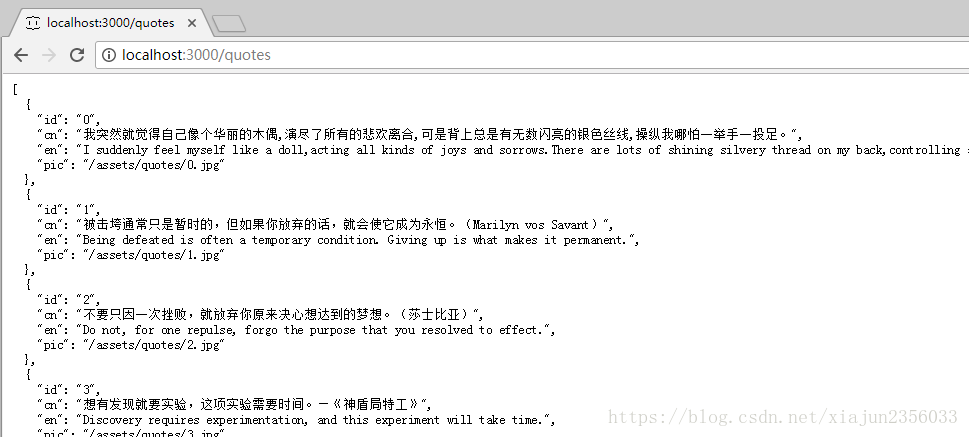 localhost:3000/quotes
localhost:3000/quotes
[
  {
    "id": "0",
    "cn": "我突然就觉得自己像个华丽的木偶,演尽了所有的悲欢离合,可是背上总是有无数闪亮的银色丝线,操纵我哪怕一举手一投足。",
    "en": "I suddenly feel myself like a doll,acting all kinds of joys and sorrows.There are lots of shining silvery thread on my back,controlling
    "pic": "/assets/quotes/0.jpg"
  },
  {
    "id": "1",
    "cn": "被击垮通常只是暂时的，但如果你放弃的话，就会使它成为永恒。（Marilyn vos Savant）",
    "en": "Being defeated is often a temporary condition. Giving up is what makes it permanent.",
    "pic": "/assets/quotes/1.jpg"
  },
  {
    "id": "2",
    "cn": "不要只因一次挫败，就放弃你原来决心想达到的梦想。（莎士比亚）",
    "en": "Do not, for one repulse, forgo the purpose that you resolved to effect.",
    "pic": "/assets/quotes/2.jpg"
  },
  {
    "id": "3",
    "cn": "想有发现就要实验，这项实验需要时间。—《神盾局特工》",
    "en": "Discovery requires experimentation, and this experiment will take time.",
    "pic": "/assets/quotes/3.jpg"
https://blog.csdn.net/xiajun2356033